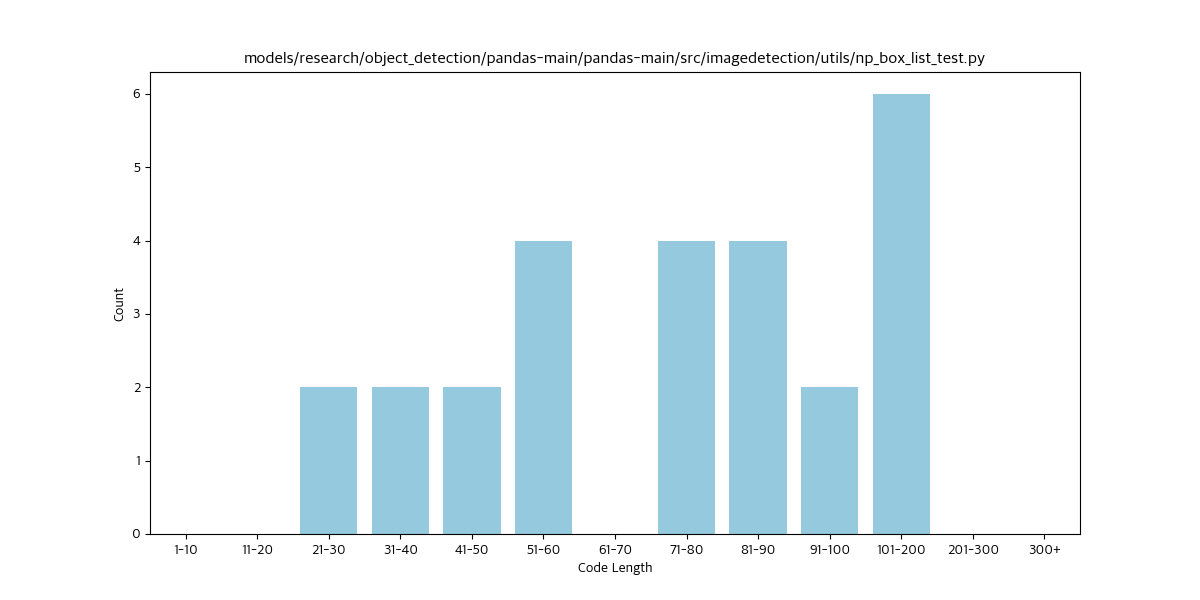 models/research/object_detection/pandas-main/pandas-main/src/imagedetection/utils/np_box_list_test.py
6
5
4
3
2
1
0
Count
1-10 11-20 21-30 31-40 41-50 51-60 61-70 71-80 81-90 91-100 101-200 201-300 300+
Code Length